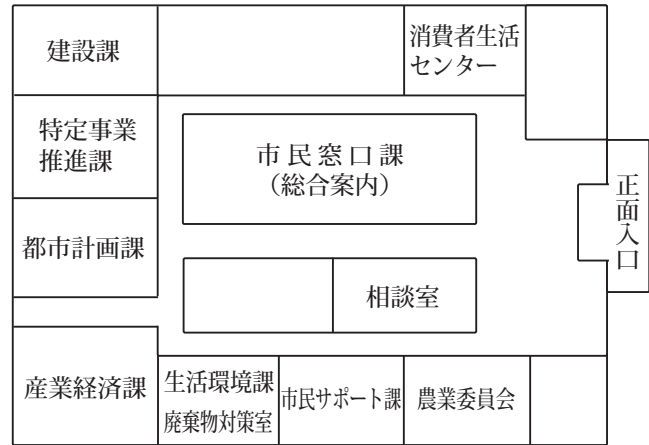 建設課
消費者生活
センター
特定事業
推進課
市民窓口課
（総合案内）
正面入口
都市計画課
相談室
産業経済課
生活環境課
廃棄物対策室
市民サポート課
農業委員会